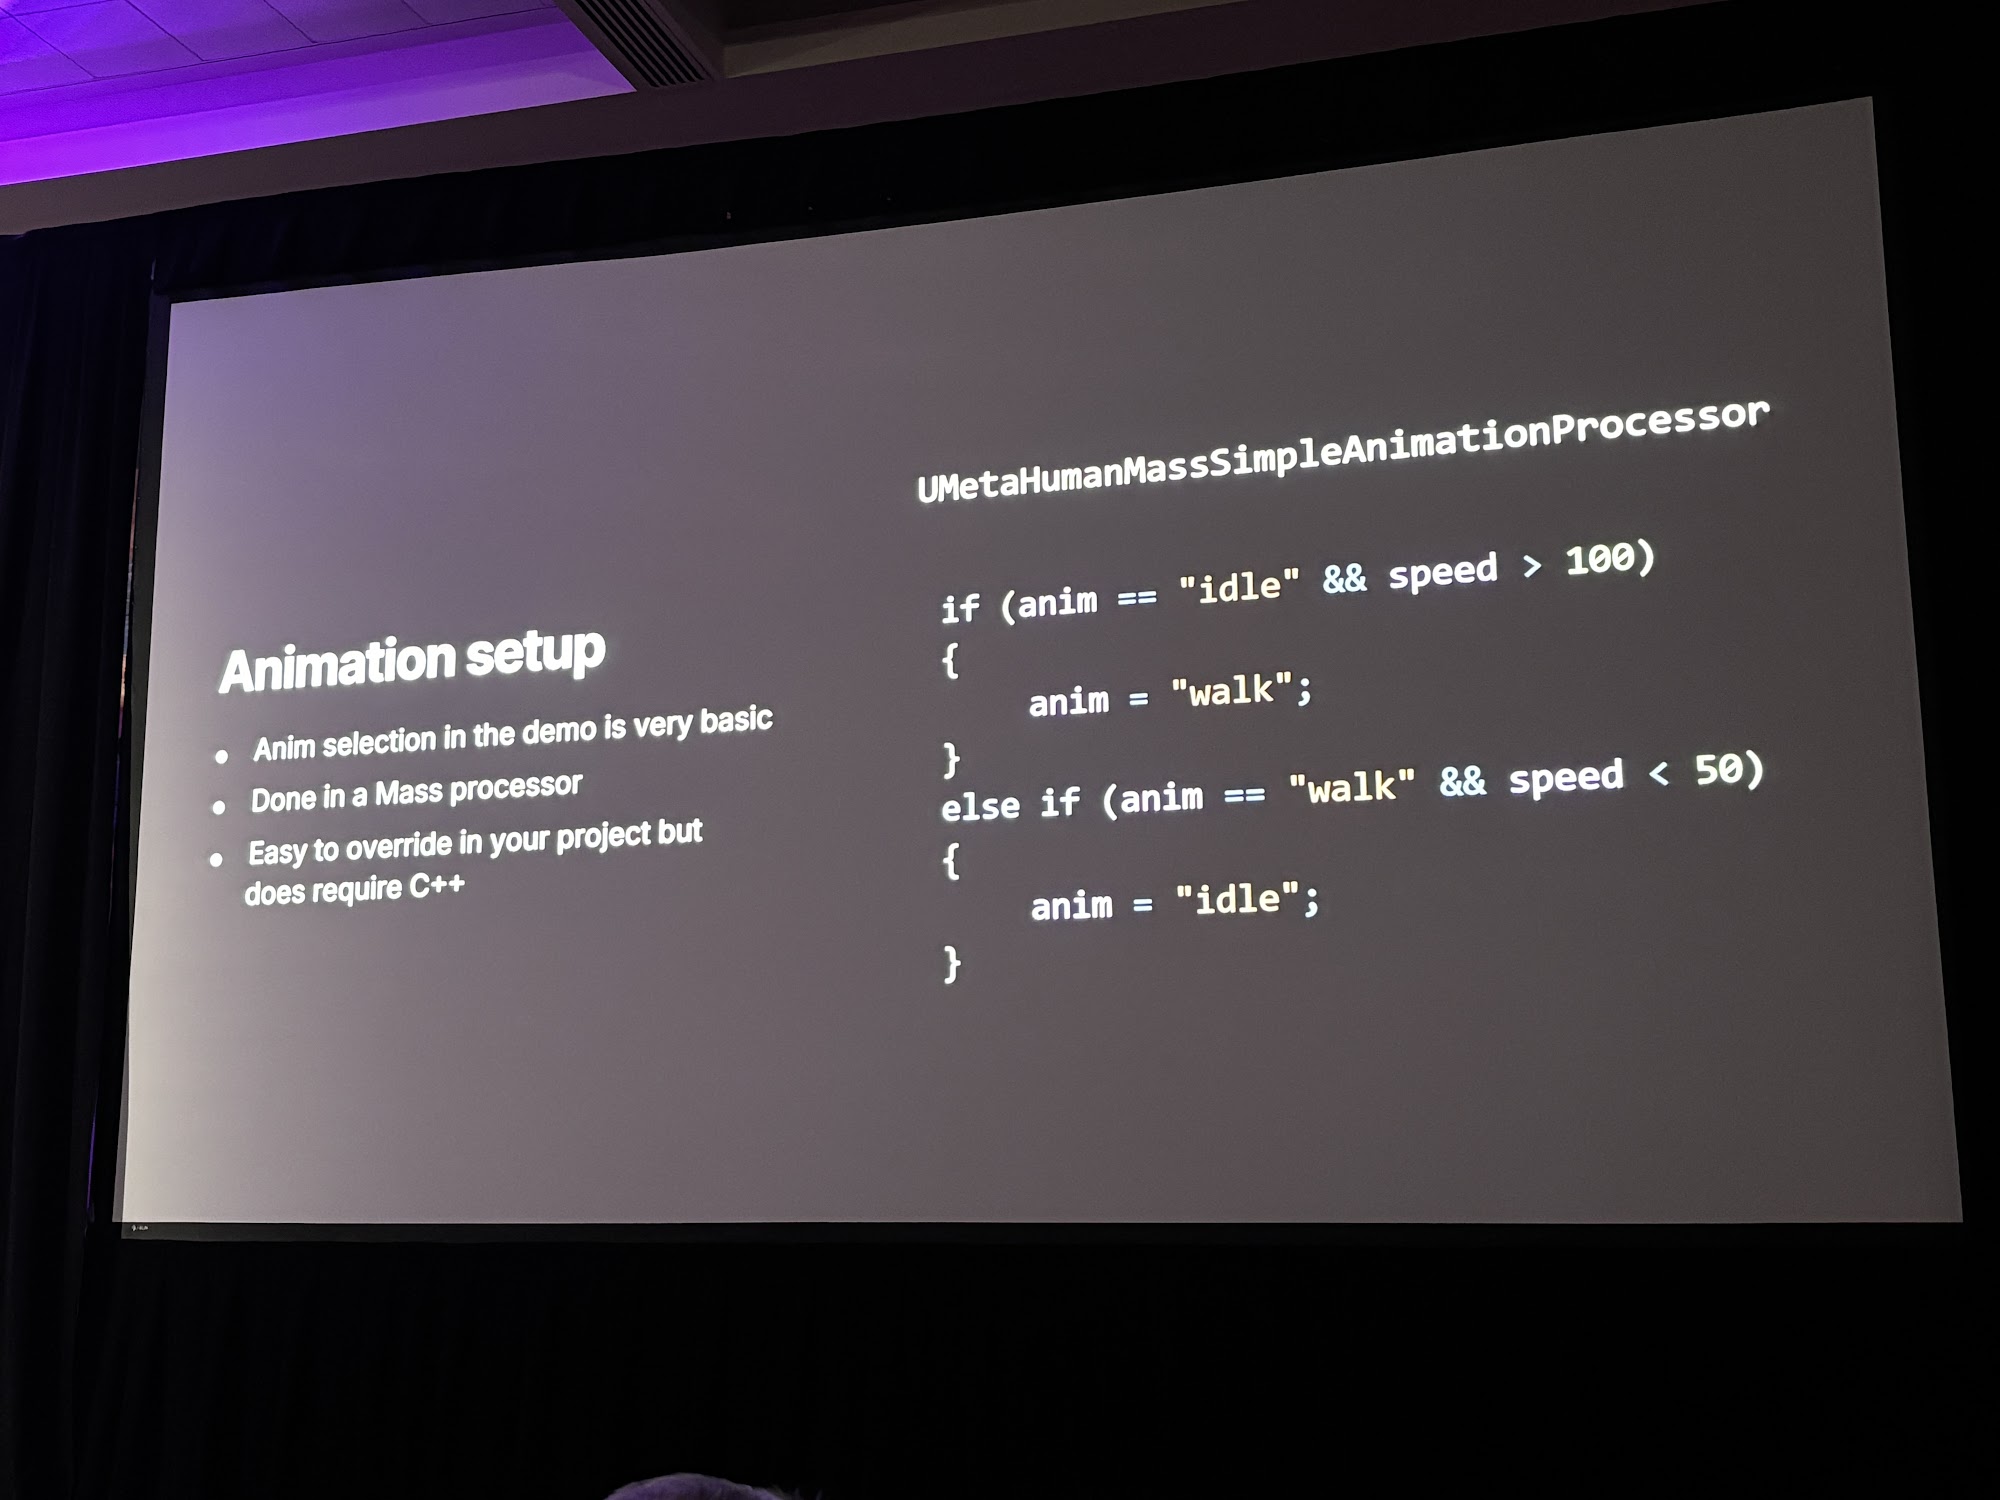 Animation setup
• Anim selection in the demo is very basic
• Done in a Mass processor
• Easy to override in your project but
does require C++
UMetaHumanMassSimpleAnimationProcessor
if (anim == "idle" && speed > 100)
{
    anim = "walk";
}
else if (anim == "walk" && speed < 50)
{
    anim = "idle";
}